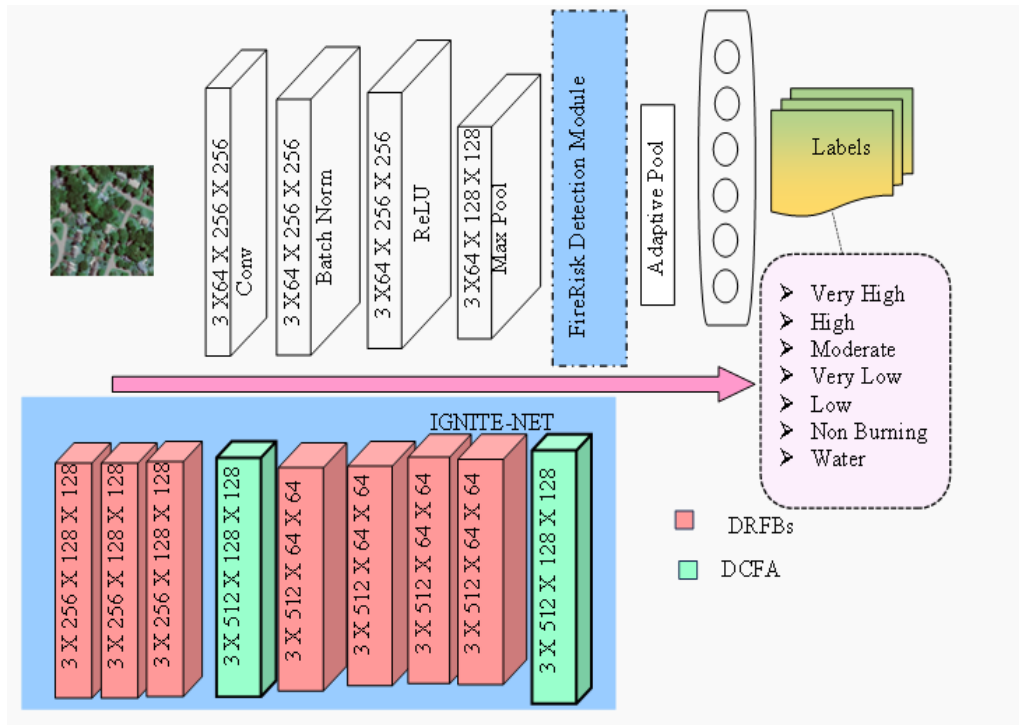 3 X64 X 256 X 256
Conv
3 X64 X 256 X 256
Batah Norm
3 X64 X 256 X 256
ReLU
3 X64 X 128 X 128
Max Pool
FireRisk Detection Module
Adaptive Pool
Labels
Very High
High
Moderate
Very Low
Low
Non Burning
Water
IGNITE-NET
3 X 256 X 128 X 128
3 X 256 X 128 X 128
3 X 256 X 128 X 128
3 X 512 X 128 X 128
3 X 512 X 64 X 64
3 X 512 X 64 X 64
3 X 512 X 64 X 64
3 X 512 X 64 X 64
3 X 512 X 128 X 128
DRFBs
DCFA